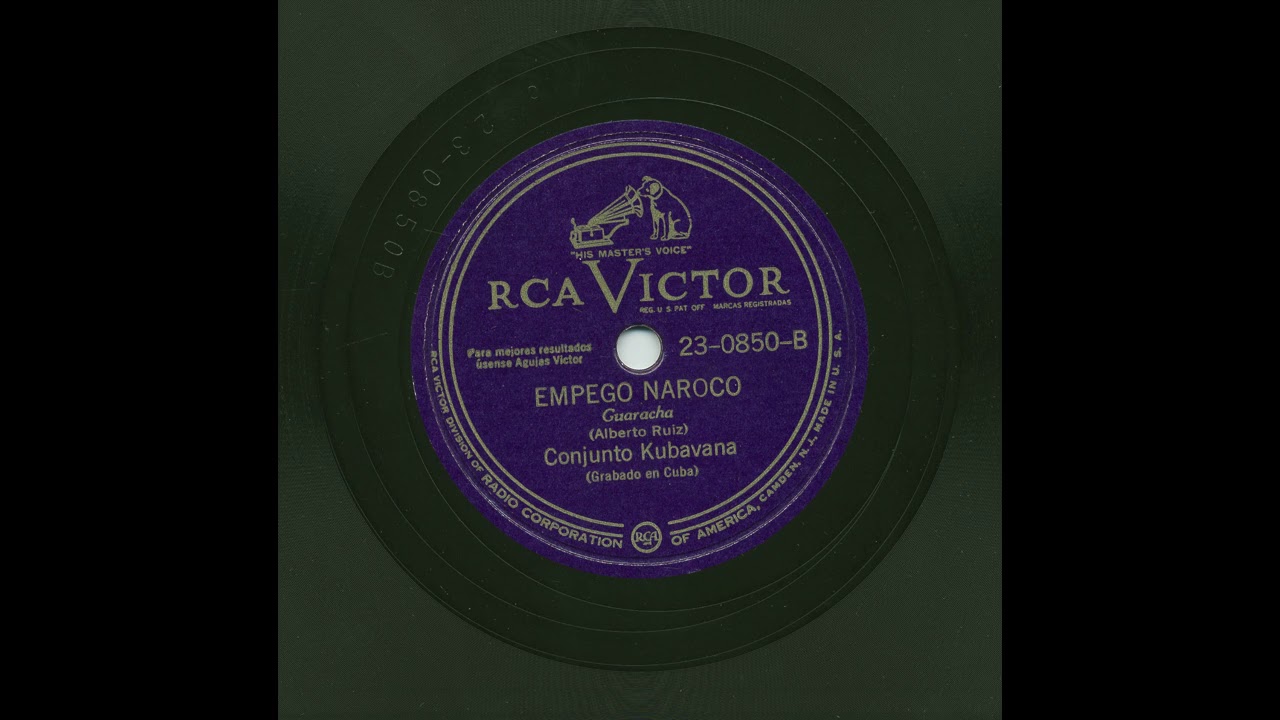 23-0850B
"HIS MASTER'S VOICE"
RCA VICTOR
REG. U S PAT OFF MARCAS REGISTRADAS
Para mejores resultados
úsense Agujas Victor
23-0850-B
EMPEGO NAROCO
Guaracha
(Alberto Ruiz)
Conjunto Kubavana
(Grabado en Cuba)
RCA VICTOR DIVISION OF RADIO CORPORATION OF AMERICA, CAMDEN, N. J., MADE IN U. S. A.
RCA